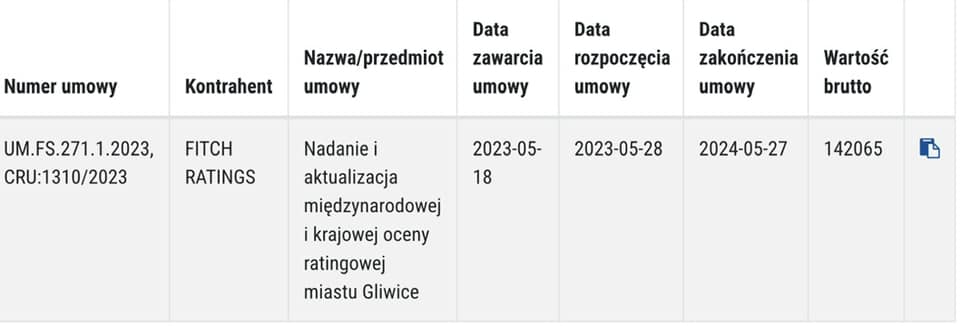 Numer umowy
Kontrahent
Nazwa/przedmiot
umowy
Data
zawarcia
umowy
Data
rozpoczęcia
umowy
Data
zakończenia
umowy
Wartość
brutto
UM.FS.271.1.2023,
CRU:1310/2023
FITCH
RATINGS
Nadanie i
aktualizacja
międzynarodowej
i krajowej oceny
ratingowej
miastu Gliwice
2023-05-
18
2023-05-28
2024-05-27
142065